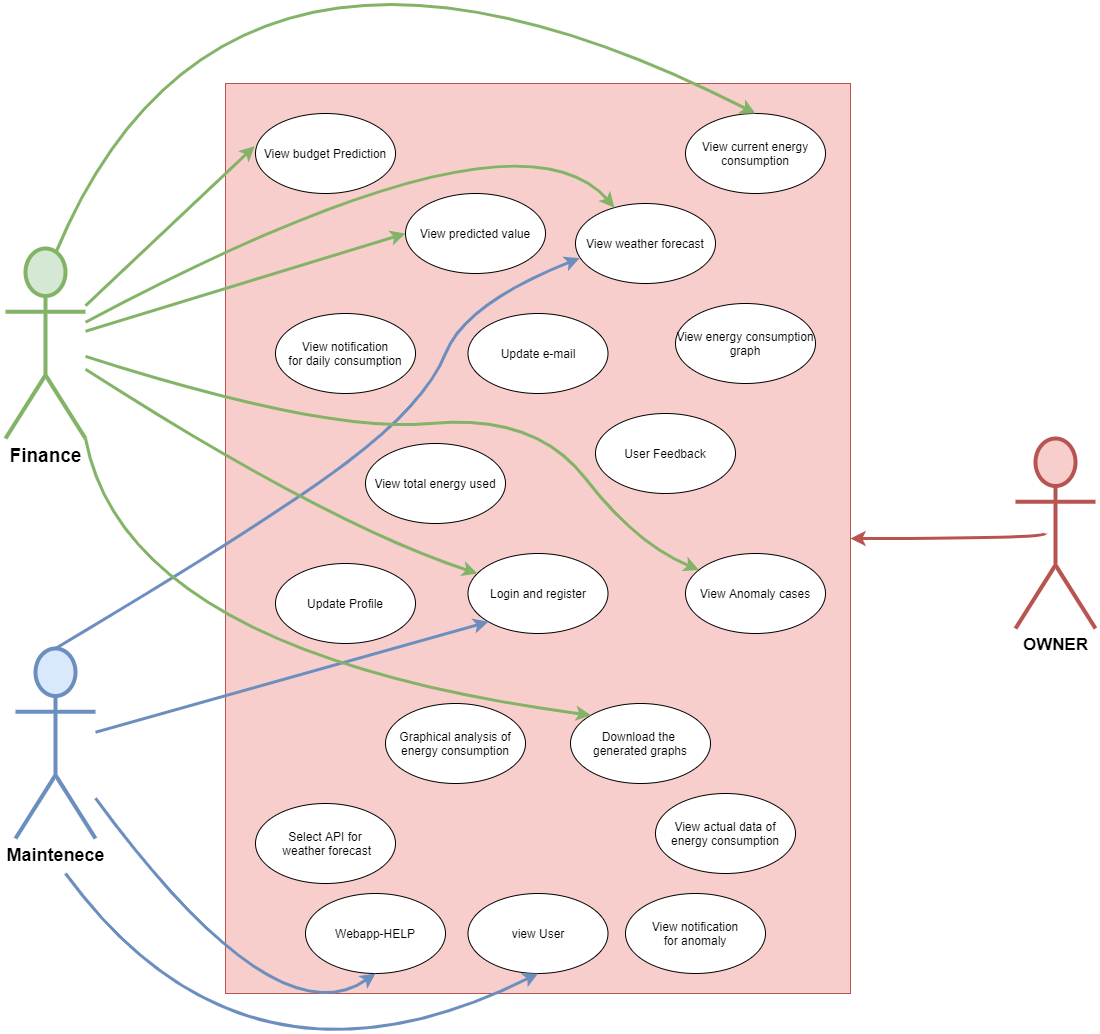 View budget Prediction
View current energy
consumption
View predicted value
View weather forecast
View notification
for daily consumption
Update e-mail
View energy consumption
graph
Finance
View total energy used
User Feedback
Update Profile
Login and register
View Anomaly cases
OWNER
Graphical analysis of
energy consumption
Download the
generated graphs
Maintenece
Select API for
weather forecast
View actual data of
energy consumption
Webapp-HELP
view User
View notification
for anomaly